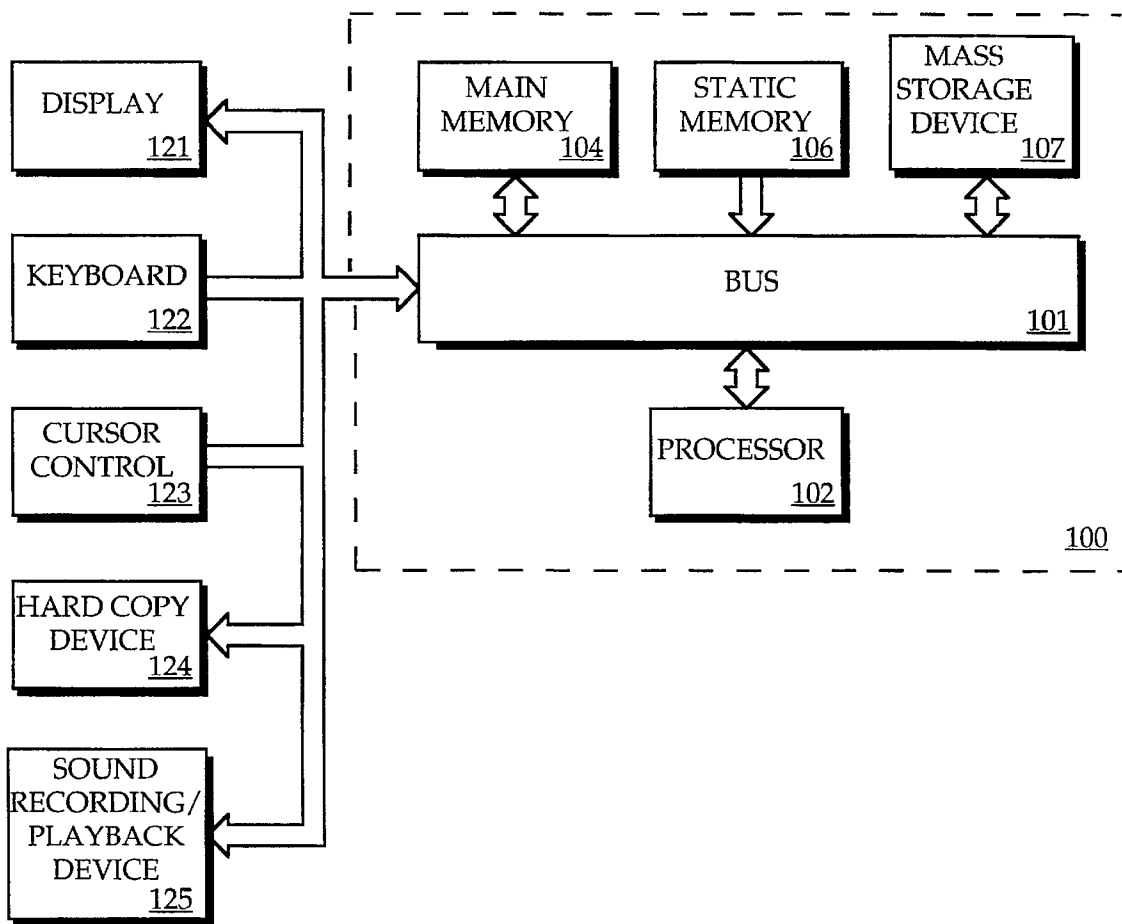 DISPLAY
121
KEYBOARD
122
CURSOR
CONTROL
123
HARD COPY
DEVICE
124
SOUND
RECORDING/
PLAYBACK
DEVICE
125
MAIN
MEMORY
104
STATIC
MEMORY
106
MASS
STORAGE
DEVICE
107
BUS
101
PROCESSOR
102
100